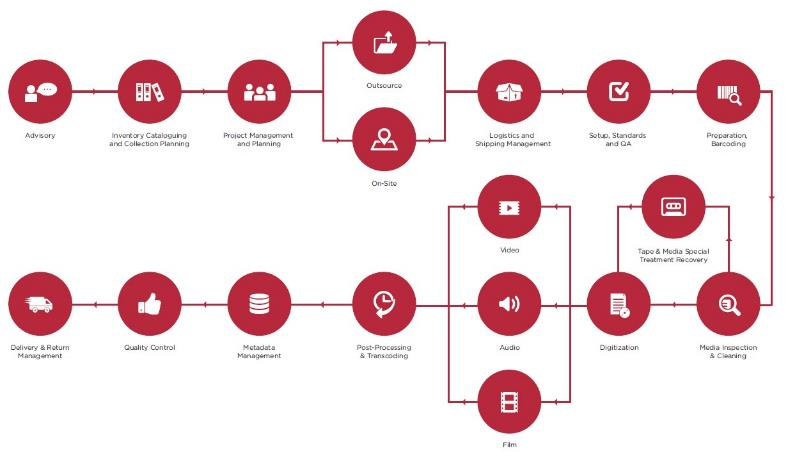 Outsource
Advisory
Inventory Cataloguing
and Collection Planning
Project Management
and Planning
On-Site
Logistics and
Shipping Management
Setup, Standards
and QA
Preparation,
Barcoding
Video
Tape & Media Special
Treatment Recovery
Delivery & Return
Management
Quality Control
Metadata
Management
Post-Processing
& Transcoding
Audio
Digitization
Media Inspection
& Cleaning
Film